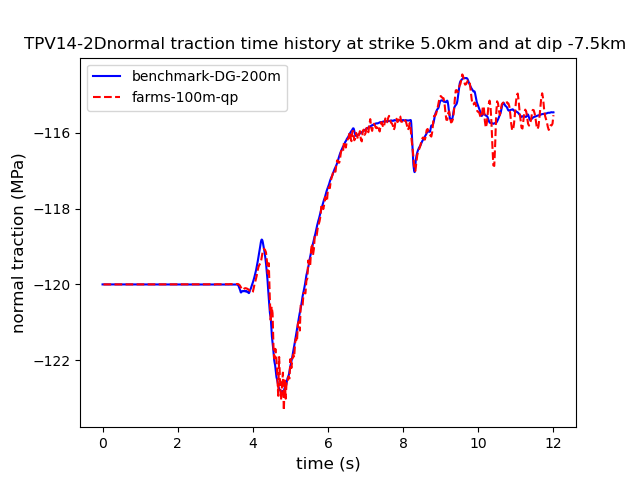 TPV14-2Dnormal traction time history at strike 5.0km and at dip -7.5km
benchmark-DG-200m
farms-100m-qp
normal traction (MPa)
−116
−118
−120
−122
0 2 4 6 8 10 12
time (s)